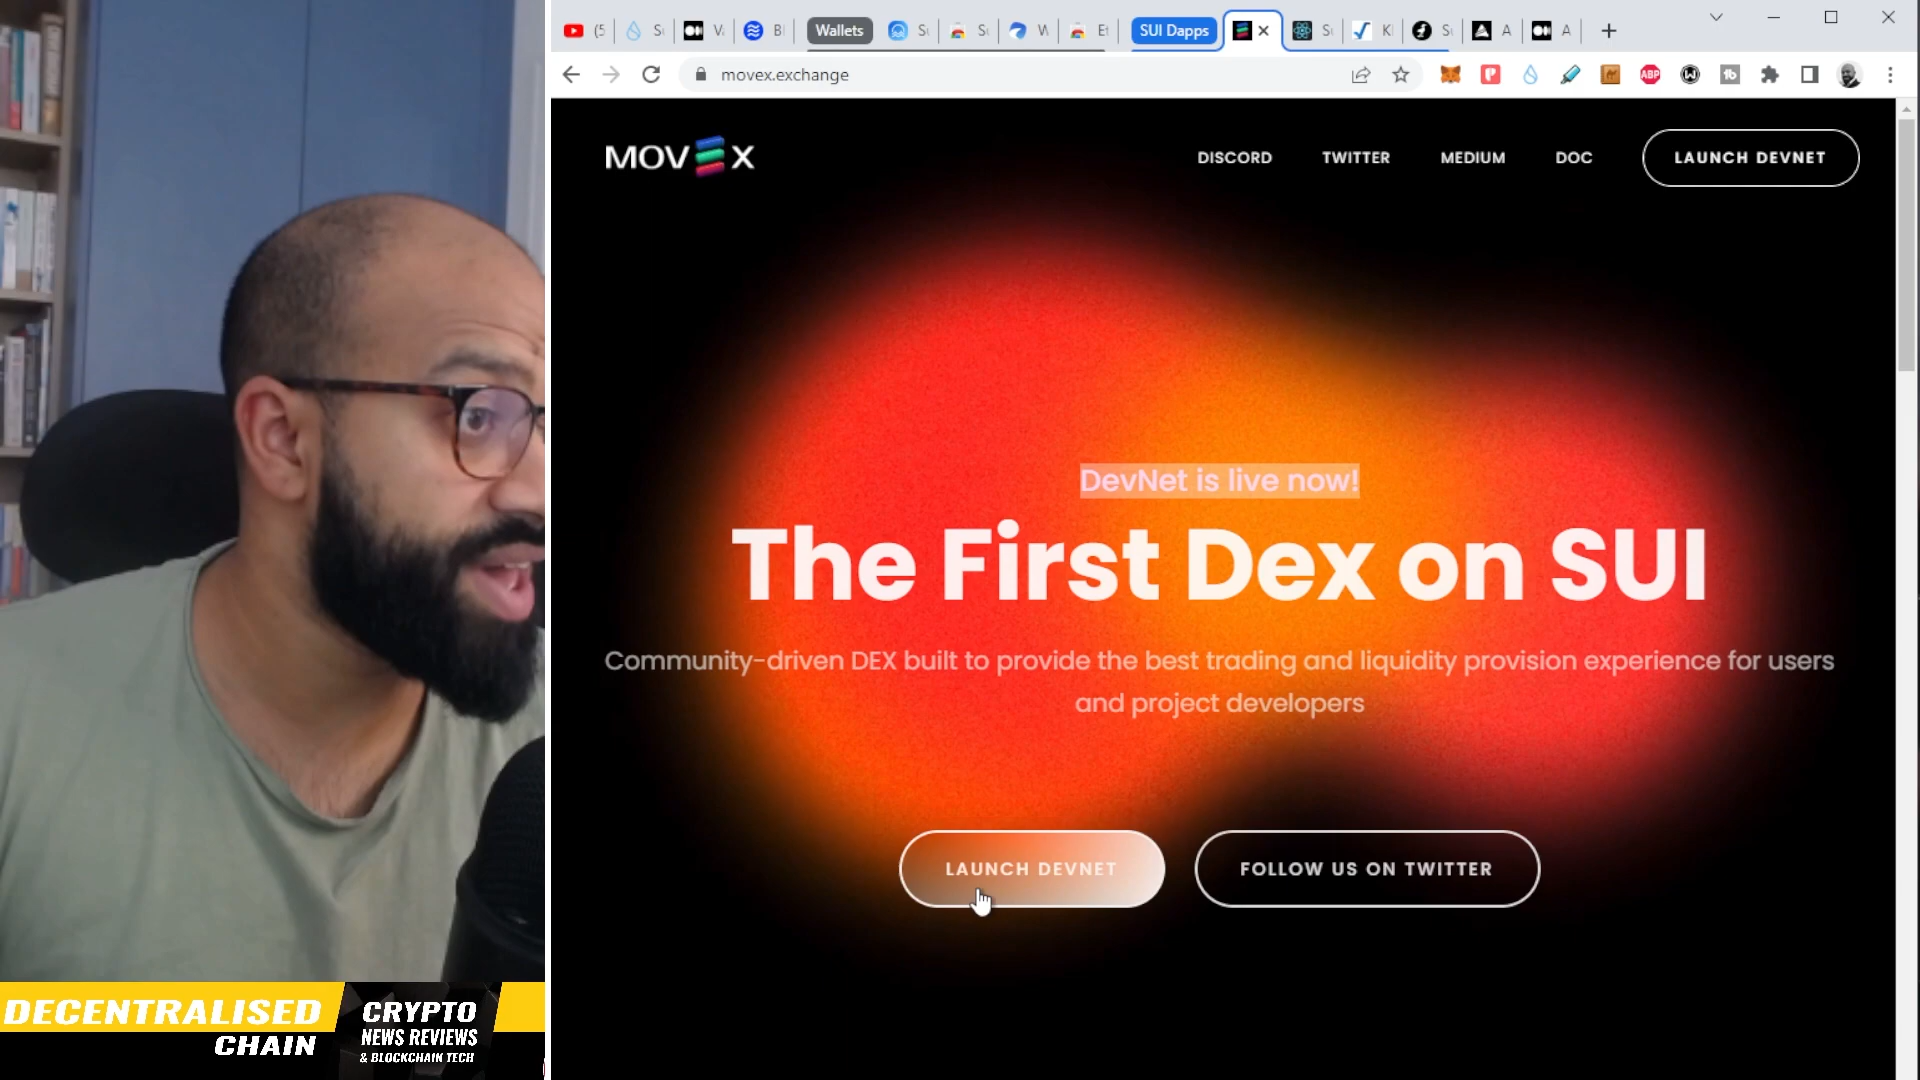 (5
Wallets
SUI Dapps
movex.exchange
ABP
MOVEX
DISCORD
TWITTER
MEDIUM
DOC
LAUNCH DEVNET
DevNet is live now!
The First Dex on SUI
Community-driven DEX built to provide the best trading and liquidity provision experience for users
and project developers
LAUNCH DEVNET
FOLLOW US ON TWITTER
DECENTRALISED
CHAIN
CRYPTO
NEWS REVIEWS
& BLOCKCHAIN TECH